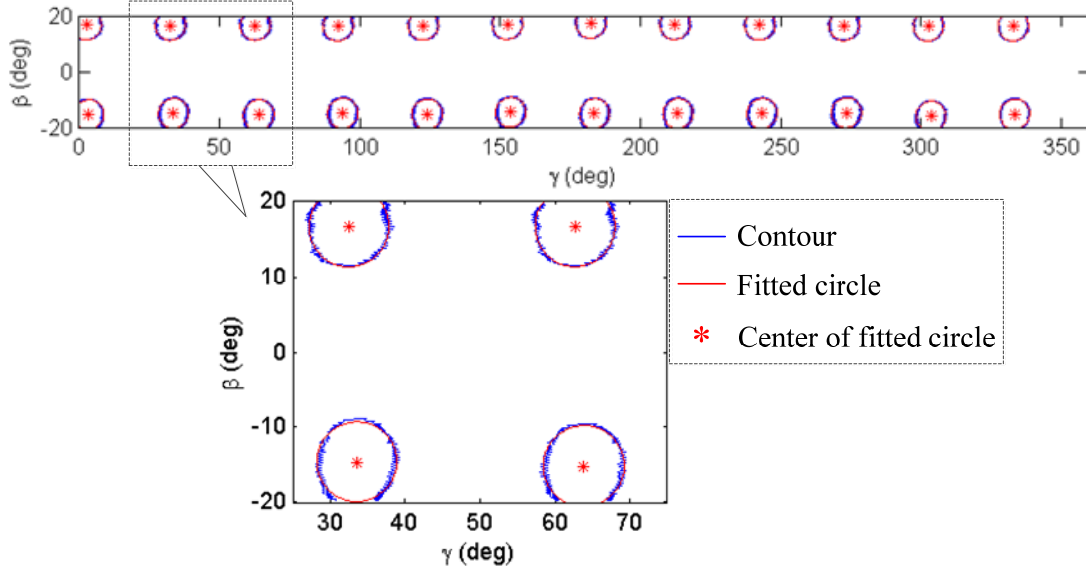 20
0
-20
β (deg)
0 50 100 150 200 250 300 350
γ (deg)
20
10
0
-10
-20
β (deg)
30 40 50 60 70
γ (deg)
Contour
Fitted circle
* Center of fitted circle